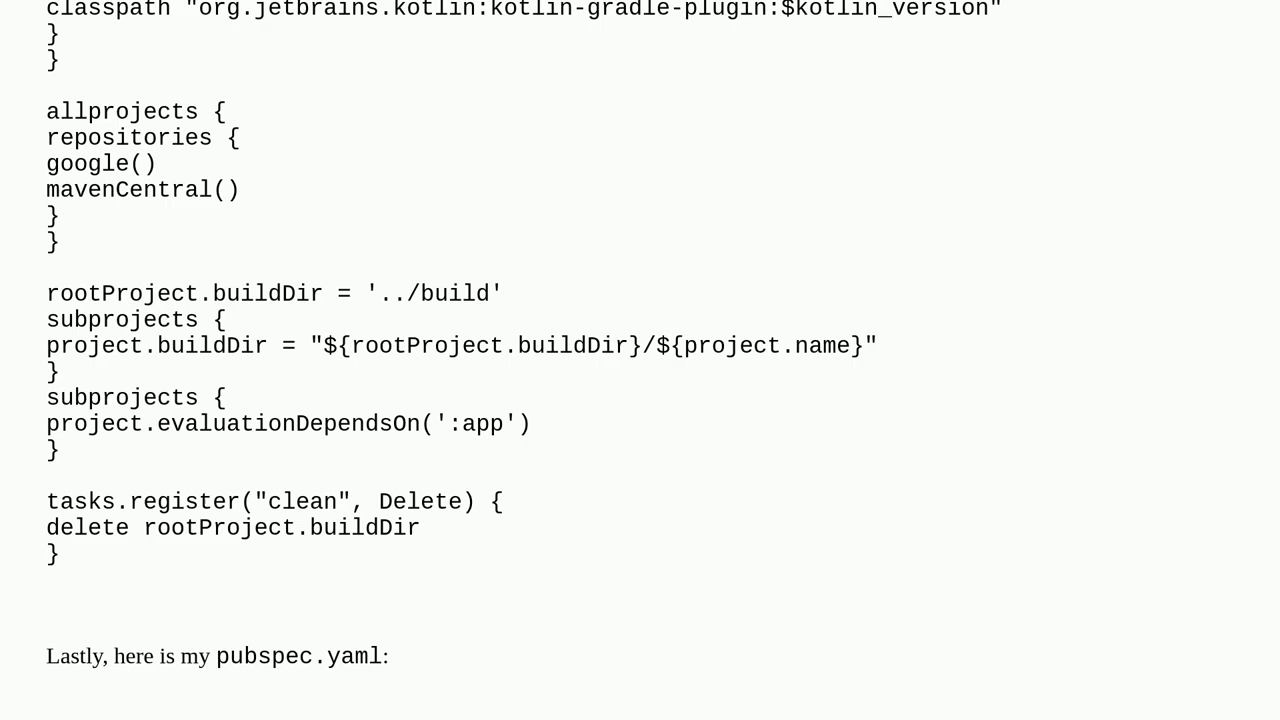 classpath "org.jetbrains.kotlin:kotlin-gradle-plugin:$kotlin_version"
}
}
allprojects {
repositories {
google()
mavenCentral()
}
}
rootProject.buildDir = '../build'
subprojects {
project.buildDir = "${rootProject.buildDir}/${project.name}"
}
subprojects {
project.evaluationDependsOn(':app')
}
tasks.register("clean", Delete) {
delete rootProject.buildDir
}
Lastly, here is my pubspec.yaml: